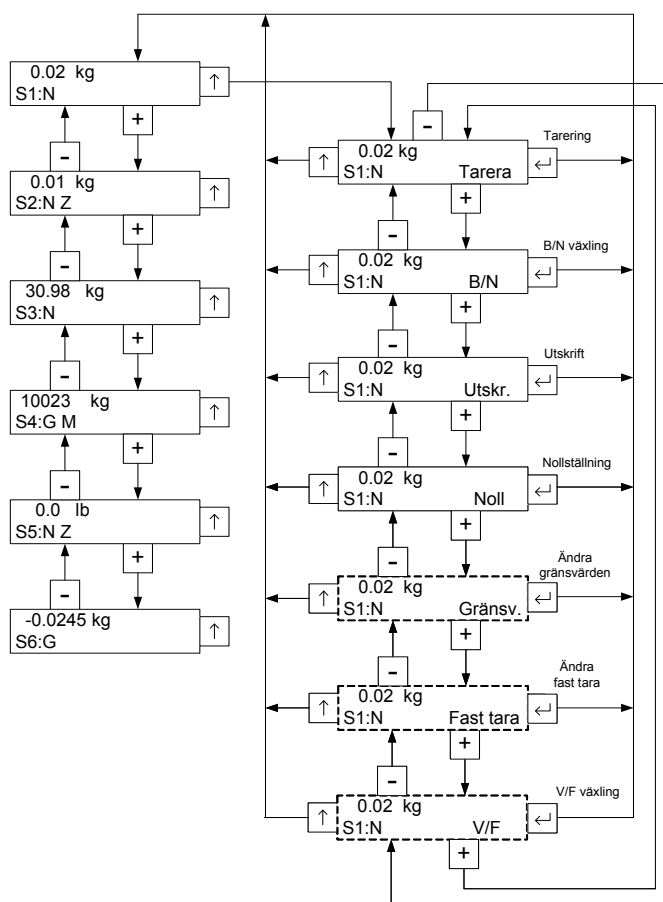 0.02 kg
S1:N
↑
+
-
0.01 kg
S2:N Z
↑
+
-
30.98 kg
S3:N
↑
+
-
10023 kg
S4:G M
↑
+
-
0.0 lb
S5:N Z
↑
+
-
-0.0245 kg
S6:G
↑
-
Tarering
↑
0.02 kg
S1:N Tarera
↵
+
-
B/N växling
↑
0.02 kg
S1:N B/N
↵
+
-
Utskrift
↑
0.02 kg
S1:N Utskr.
↵
+
-
Nollställning
↑
0.02 kg
S1:N Noll
↵
+
-
Ändra
gränsvärden
↑
0.02 kg
S1:N Gränsv.
↵
+
-
Ändra
fast tara
↑
0.02 kg
S1:N Fast tara
↵
+
-
V/F växling
↑
0.02 kg
S1:N V/F
↵
+